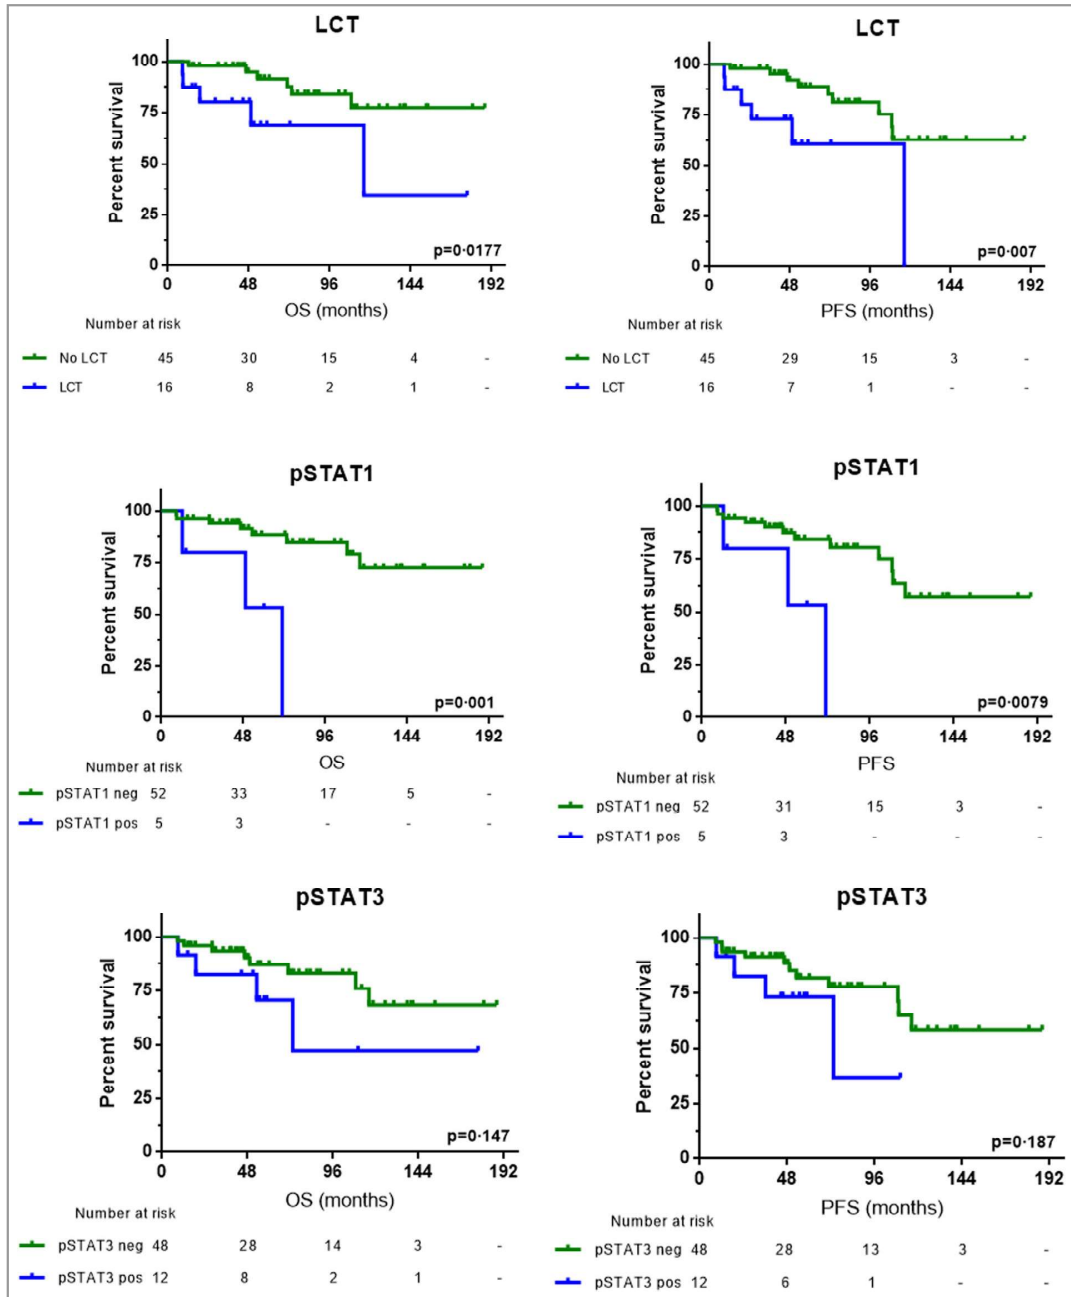 LCT
100
75
50
25
0
Percent survival
p=0·0177
0 48 96 144 192
OS (months)
Number at risk
No LCT 45 30 15 4 -
LCT 16 8 2 1 -
LCT
100
75
50
25
0
Percent survival
p=0·007
0 48 96 144 192
PFS (months)
Number at risk
No LCT 45 29 15 3 -
LCT 16 7 1 - -
pSTAT1
100
75
50
25
0
Percent survival
p=0·001
0 48 96 144 192
OS
Number at risk
pSTAT1 neg 52 33 17 5 -
pSTAT1 pos 5 3 - - -
pSTAT1
100
75
50
25
0
Percent survival
p=0·0079
0 48 96 144 192
PFS
Number at risk
pSTAT1 neg 52 31 15 3 -
pSTAT1 pos 5 3 - - -
pSTAT3
100
75
50
25
0
Percent survival
p=0·147
0 48 96 144 192
OS (months)
Number at risk
pSTAT3 neg 48 28 14 3 -
pSTAT3 pos 12 8 2 1 -
pSTAT3
100
75
50
25
0
Percent survival
p=0·187
0 48 96 144 192
PFS (months)
Number at risk
pSTAT3 neg 48 28 13 3 -
pSTAT3 pos 12 6 1 - -